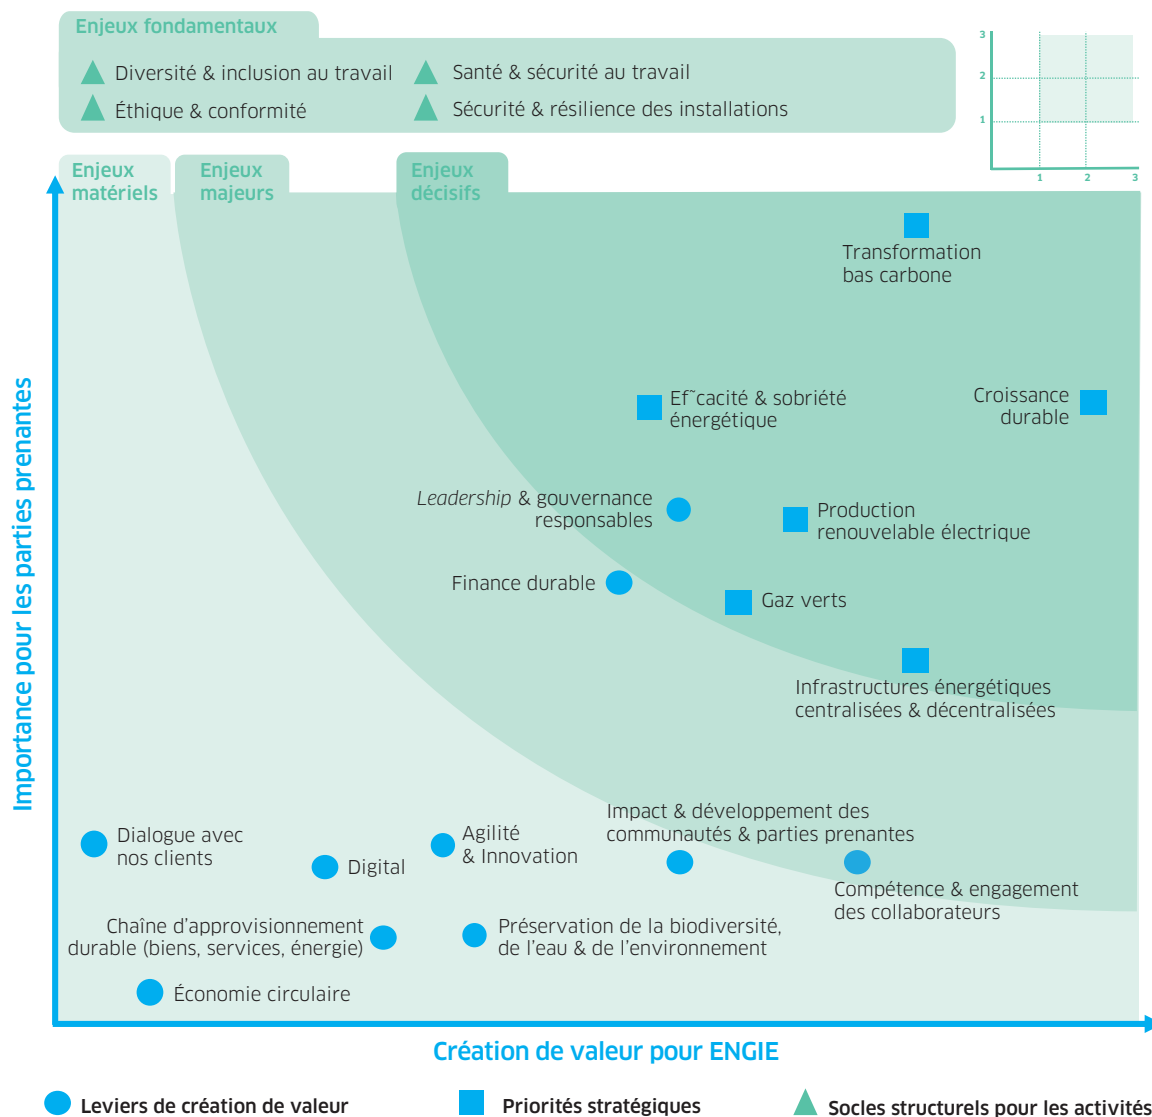 Enjeux fondamentaux
Diversité & inclusion au travail
Santé & sécurité au travail
Éthique & conformité
Sécurité & résilience des installations
3
2
1
1
2
3
Enjeux
matériels
Enjeux
majeurs
Enjeux
décisifs
Transformation
bas carbone
Ef˜cacité & sobriété
énergétique
Croissance
durable
Leadership & gouvernance
responsables
Production
renouvelable électrique
Finance durable
Gaz verts
Infrastructures énergétiques
centralisées & décentralisées
Impact & développement des
communautés & parties prenantes
Dialogue avec
nos clients
Agilité
& Innovation
Digital
Compétence & engagement
des collaborateurs
Chaîne d'approvisionnement
durable (biens, services, énergie)
Préservation de la biodiversité,
de l'eau & de l'environnement
Économie circulaire
Importance pour les parties prenantes
Création de valeur pour ENGIE
Leviers de création de valeur
Priorités stratégiques
Socles structurels pour les activités